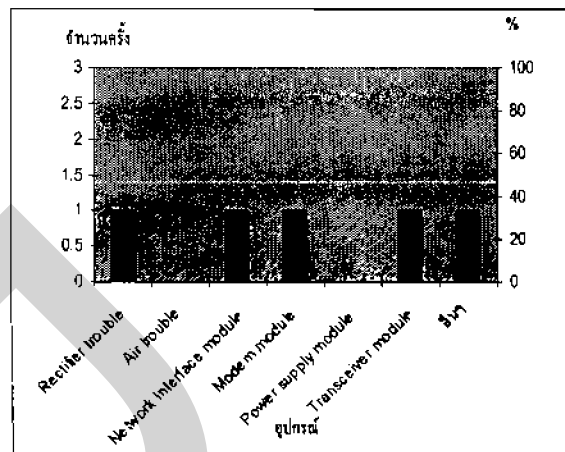 จำนวนครั้ง
%
3
2.5
2
1.5
1
0.5
0
100
80
60
40
20
0
Rectifier trouble
Air trouble
Network Interface module
Modem module
Power supply module
Transceiver module
อื่นๆ
อุปกรณ์